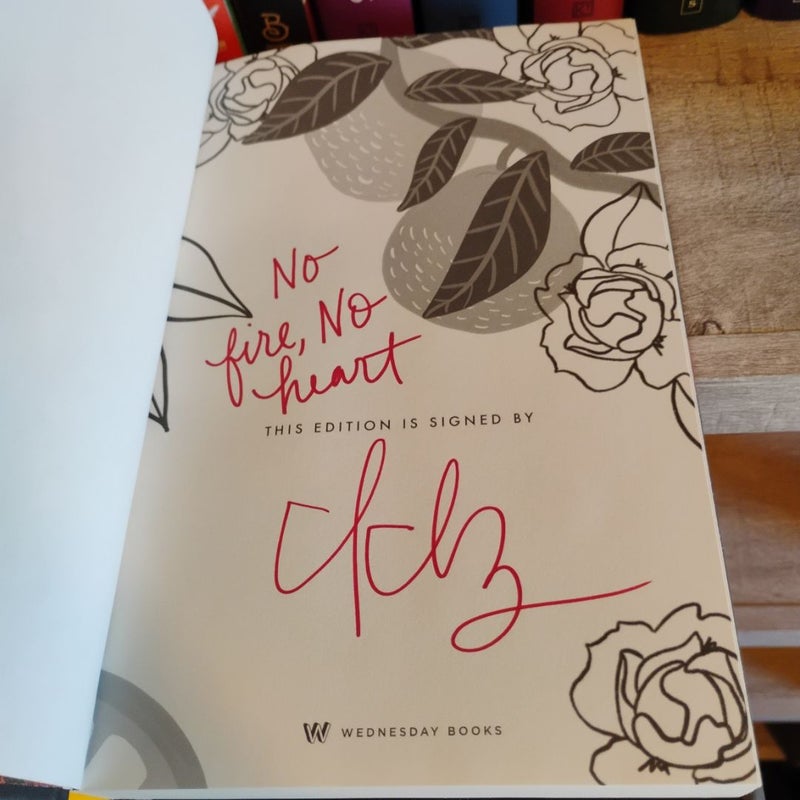 No
fire, No
heart
THIS EDITION IS SIGNED BY
WEDNESDAY BOOKS